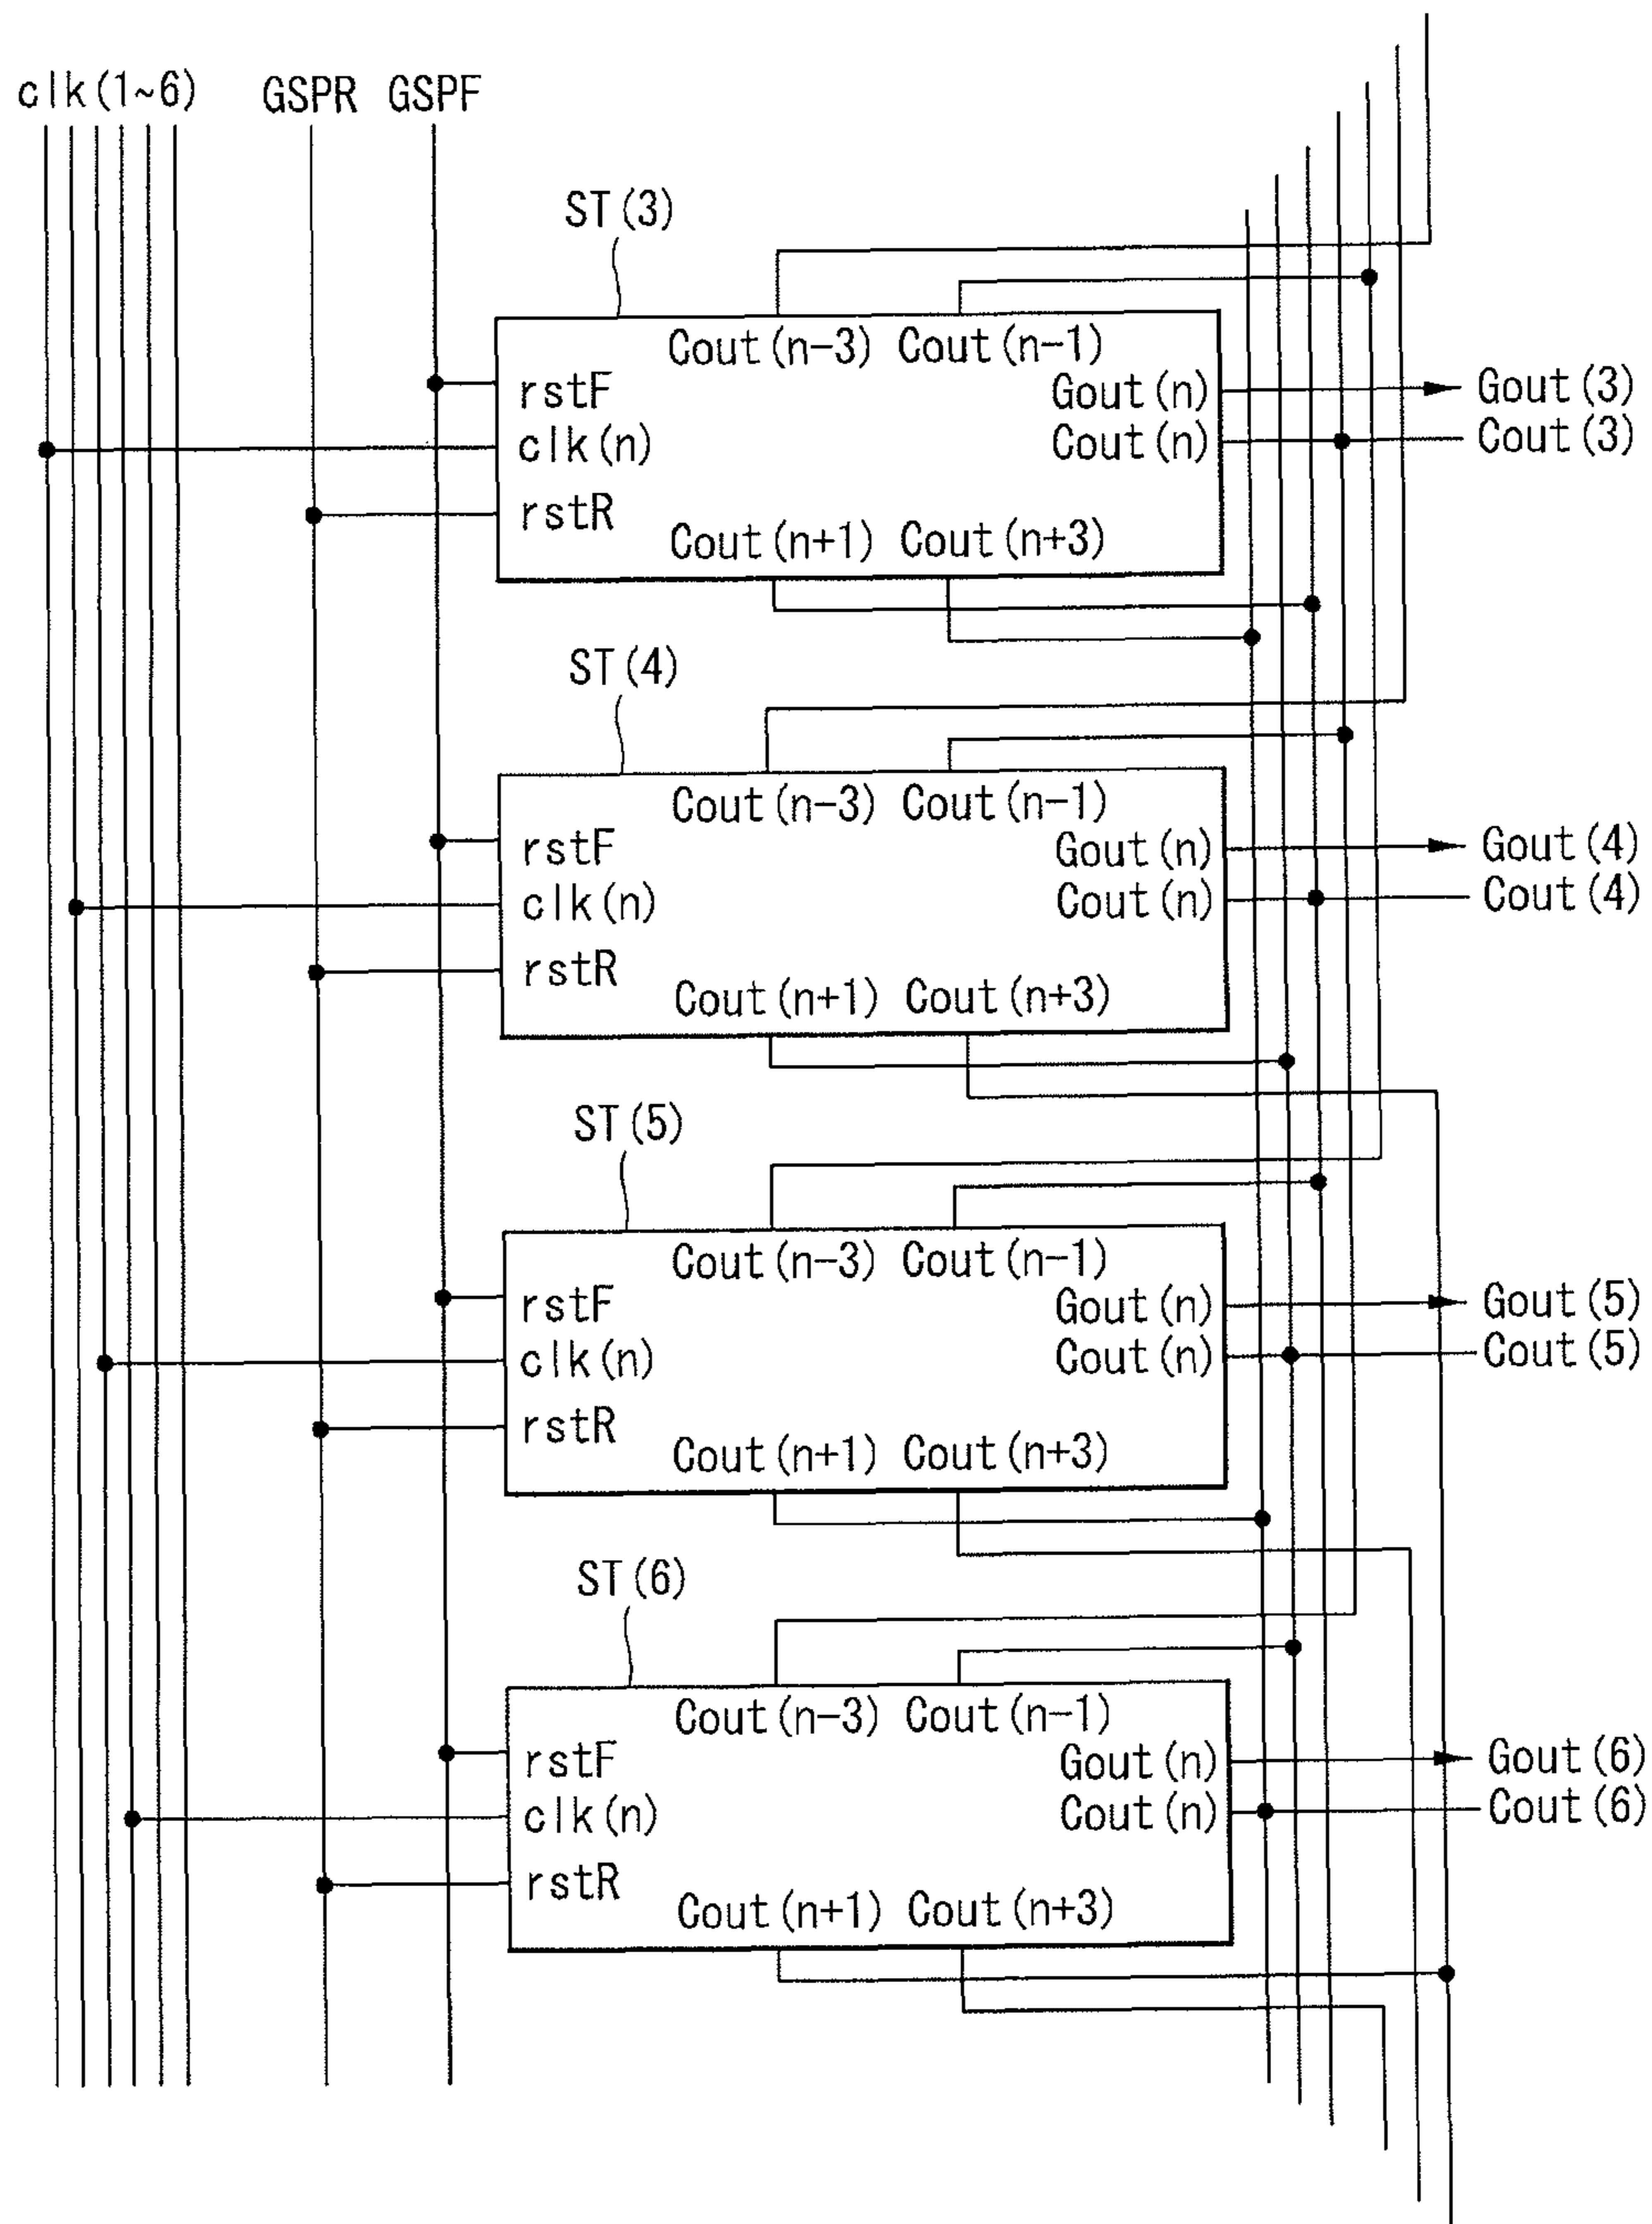 clk(1~6) GSPR GSPF
ST(3)
Cout(n-3) Cout(n-1)
rstF Gout(n) Gout(3)
clk(n) Cout(n) Cout(3)
rstR
Cout(n+1) Cout(n+3)
ST(4)
Cout(n-3) Cout(n-1)
rstF Gout(n) Gout(4)
clk(n) Cout(n) Cout(4)
rstR
Cout(n+1) Cout(n+3)
ST(5)
Cout(n-3) Cout(n-1)
rstF Gout(n) Gout(5)
clk(n) Cout(n) Cout(5)
rstR
Cout(n+1) Cout(n+3)
ST(6)
Cout(n-3) Cout(n-1)
rstF Gout(n) Gout(6)
clk(n) Cout(n) Cout(6)
rstR
Cout(n+1) Cout(n+3)